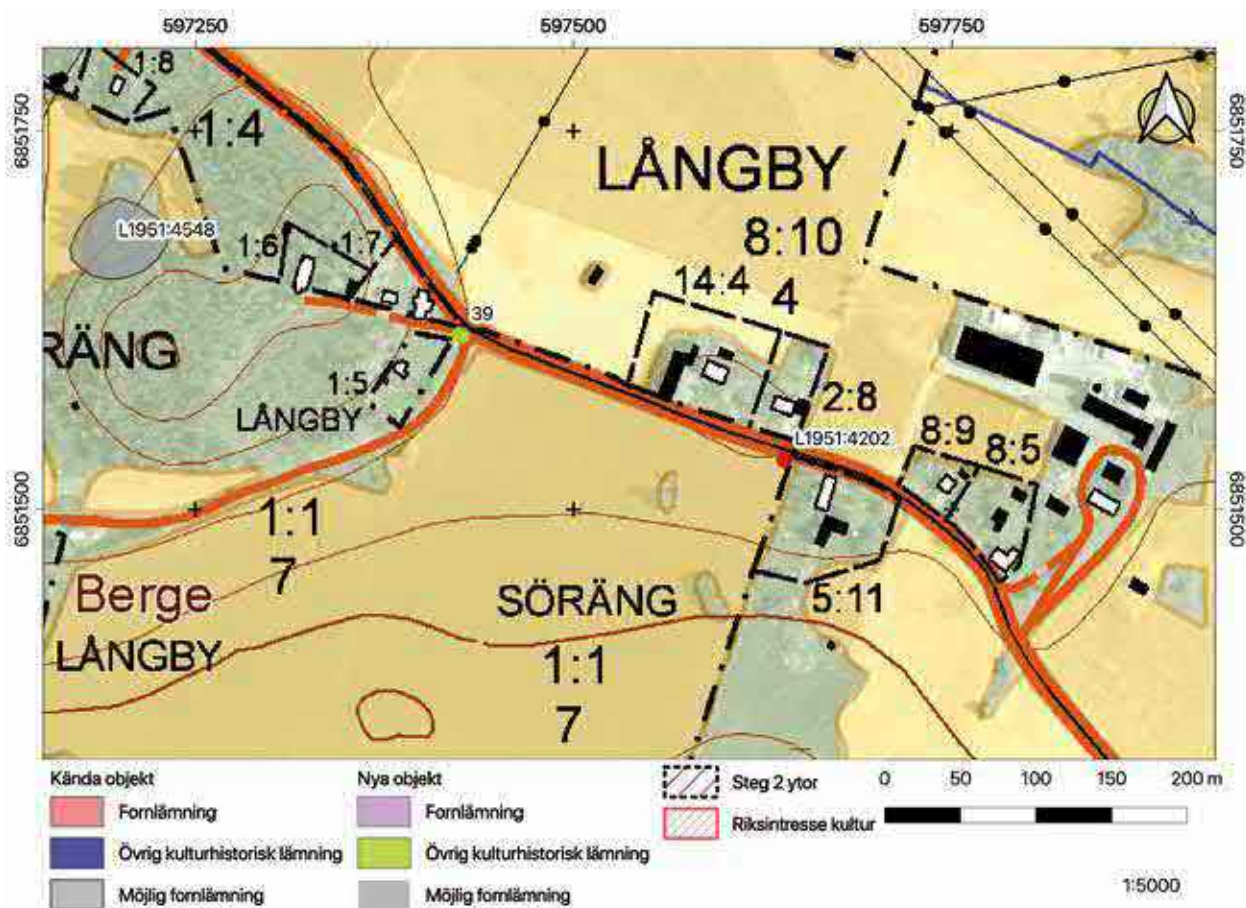 597250
597500
597750
6851750
6851750
1:8
7
1:4
LÅNGBY
8:10
L1951:4548
1:6
1:7
14:4
4
39
RÄNG
1:5
LÅNGBY
2:8
L1951:4202
8:9
8:5
6851500
6851500
1:1
7
Berge
LÅNGBY
SÖRÄNG
5:11
1:1
7
Kända objekt
Fornlämning
Övrig kulturhistorisk lämning
Möjlig fornlämning
Nya objekt
Fornlämning
Övrig kulturhistorisk lämning
Möjlig fornlämning
Steg 2 ytor
Riksintresse kultur
0 50 100 150 200 m
1:5000